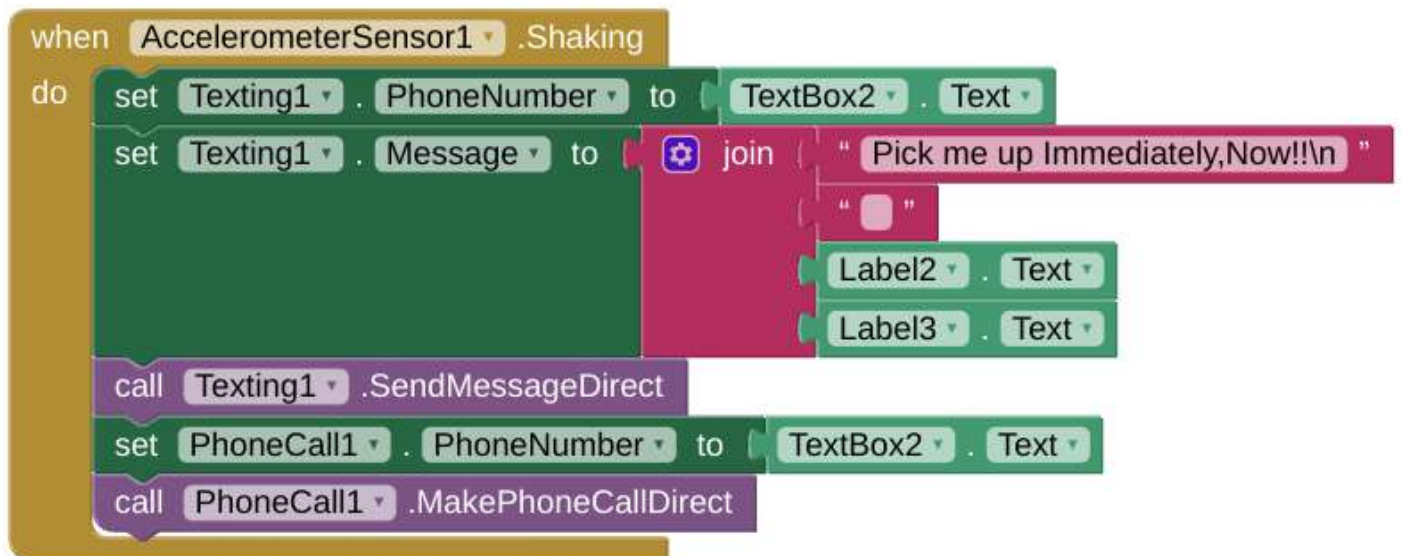 when AccelerometerSensor1 .Shaking
do set Texting1 . PhoneNumber to TextBox2 . Text
set Texting1 . Message to join “ Pick me up Immediately,Now!!\n ”
“ ”
Label2 . Text
Label3 . Text
call Texting1 .SendMessageDirect
set PhoneCall1 . PhoneNumber to TextBox2 . Text
call PhoneCall1 .MakePhoneCallDirect